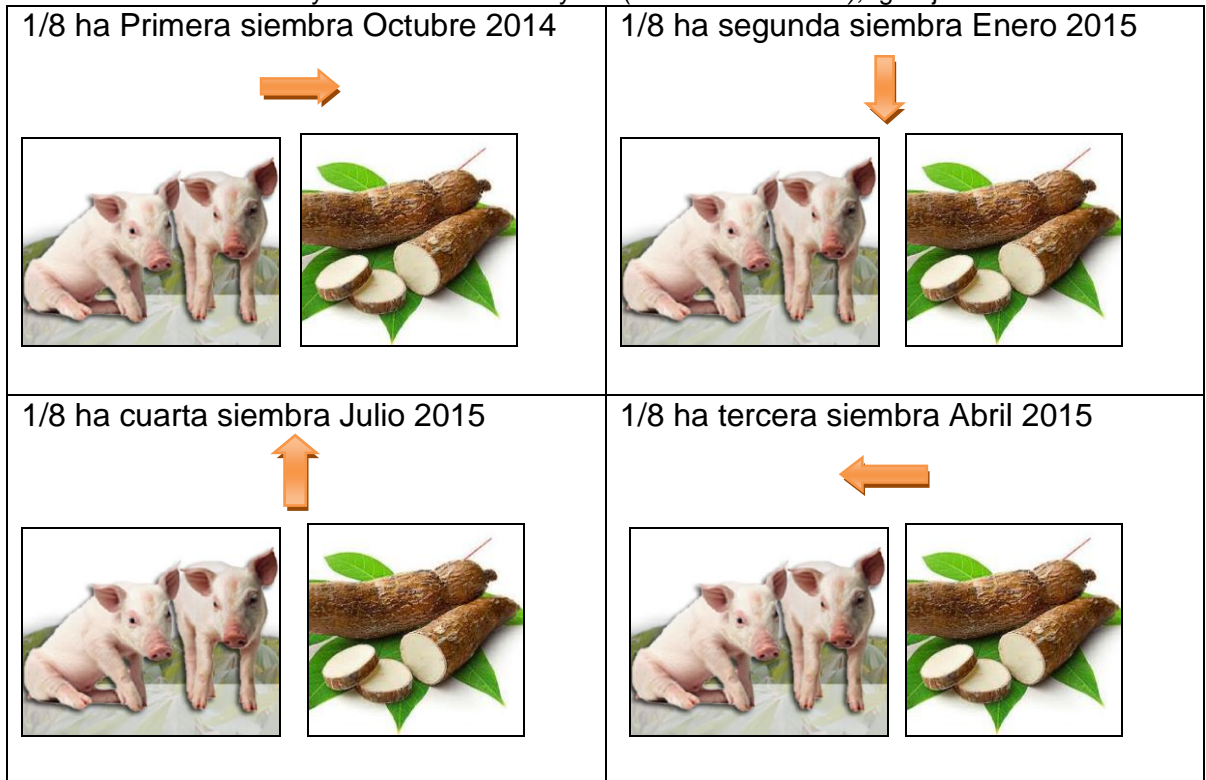 1/8 ha Primera siembra Octubre 2014
1/8 ha segunda siembra Enero 2015
1/8 ha cuarta siembra Julio 2015
1/8 ha tercera siembra Abril 2015